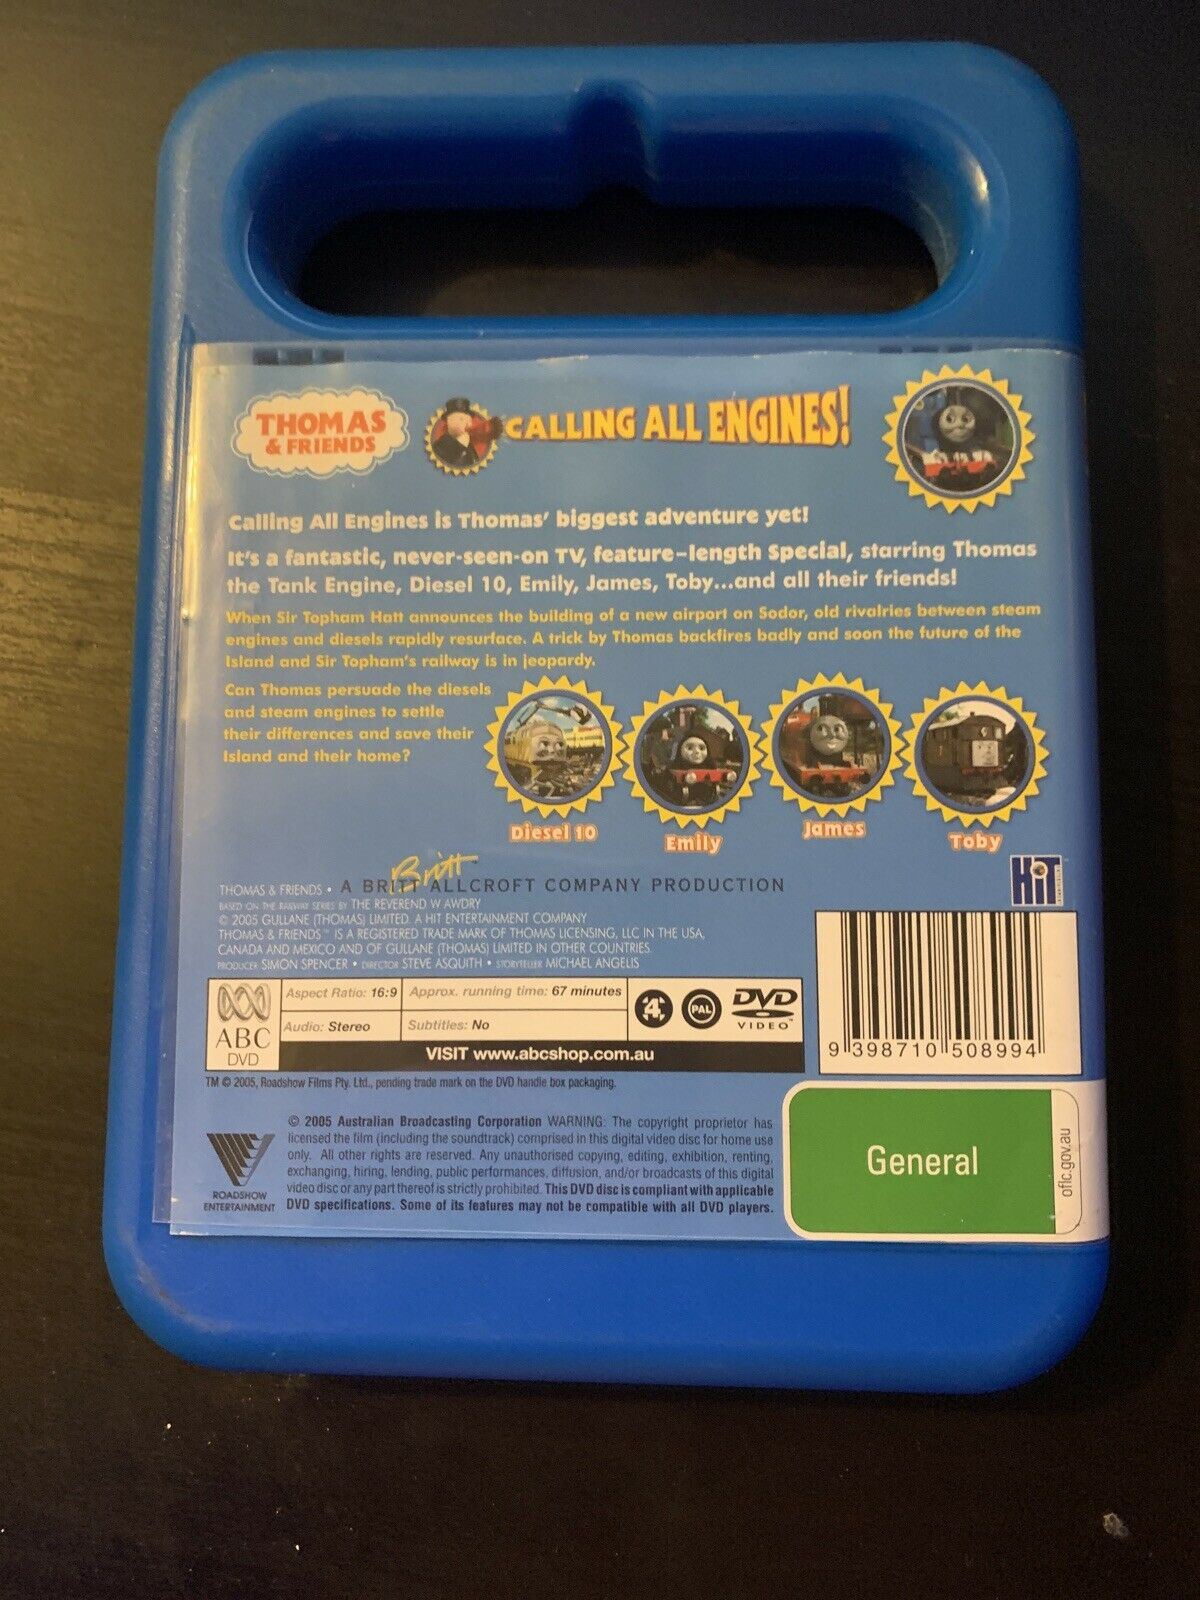 THOMAS
& FRIENDS
CALLING ALL ENGINES!
Calling All Engines is Thomas' biggest adventure yet!
It's a fantastic, never-seen-on TV, feature-length Special, starring Thomas
the Tank Engine, Diesel 10, Emily, James, Toby...and all their friends!
When Sir Topham Hatt announces the building of a new airport on Sodor, old rivalries between steam
engines and diesels rapidly resurface. A trick by Thomas backfires badly and soon the future of the
Island and Sir Topham's railway is in jeopardy.
Can Thomas persuade the diesels
and steam engines to settle
their differences and save their
Island and their home?
Diesel 10
Emily
James
Toby
Britt
THOMAS & FRIENDS • A BRITT ALLCROFT COMPANY PRODUCTION
HiT
BASED ON THE RAILWAY SERIES BY THE REVEREND W AWDRY
© 2005 GULLANE (THOMAS) LIMITED. A HIT ENTERTAINMENT COMPANY
THOMAS & FRIENDS™ IS A REGISTERED TRADE MARK OF THOMAS LICENSING, LLC IN THE USA,
CANADA AND MEXICO AND OF GULLANE (THOMAS) LIMITED IN OTHER COUNTRIES.
PRODUCER SIMON SPENCER • DIRECTOR STEVE ASQUITH • STORYTELLER MICHAEL ANGELIS
ABC
DVD
Aspect Ratio: 16:9
Approx. running time: 67 minutes
Audio: Stereo
Subtitles: No
4
PAL
DVD
VIDEO™
VISIT www.abcshop.com.au
9 398710 508994
TM © 2005, Roadshow Films Pty. Ltd., pending trade mark on the DVD handle box packaging.
© 2005 Australian Broadcasting Corporation WARNING: The copyright proprietor has
licensed the film (including the soundtrack) comprised in this digital video disc for home use
only. All other rights are reserved. Any unauthorised copying, editing, exhibition, renting,
exchanging, hiring, lending, public performances, diffusion, and/or broadcasts of this digital
video disc or any part thereof is strictly prohibited. This DVD disc is compliant with applicable
DVD specifications. Some of its features may not be compatible with all DVD players.
ROADSHOW
ENTERTAINMENT
General
oflc.gov.au